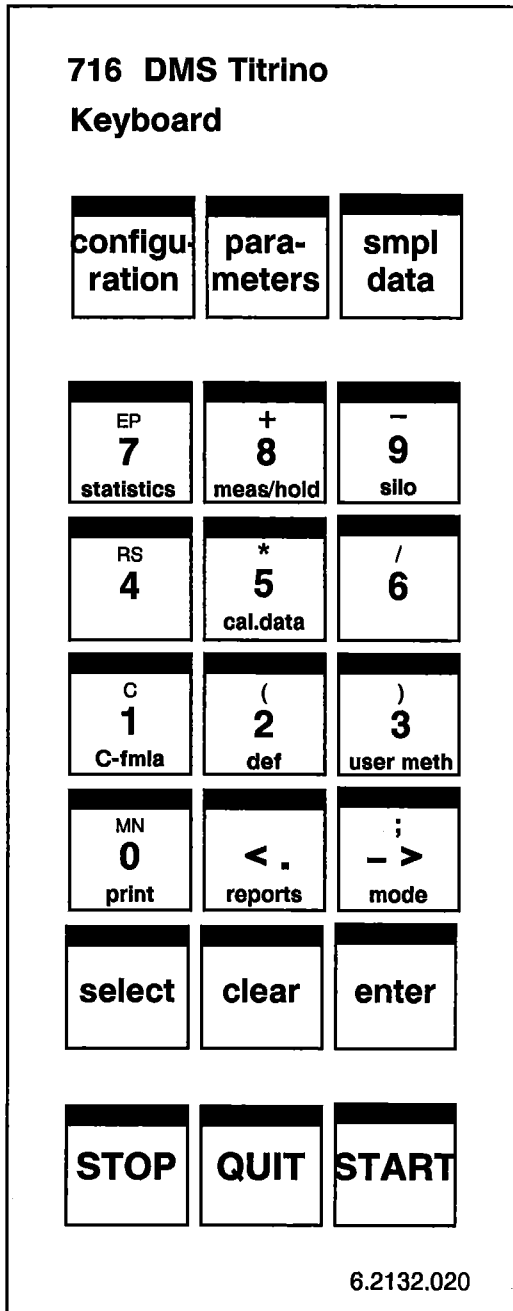 716 DMS Titrino
Keyboard
configu-
ration
para-
meters
smpl
data
EP
7
statistics
+
8
meas/hold
–
9
silo
RS
4
*
5
cal.data
/
6
C
1
C-fmla
(
2
def
)
3
user meth
MN
0
print
< .
reports
;
– >
mode
select
clear
enter
STOP
QUIT
START
6.2132.020